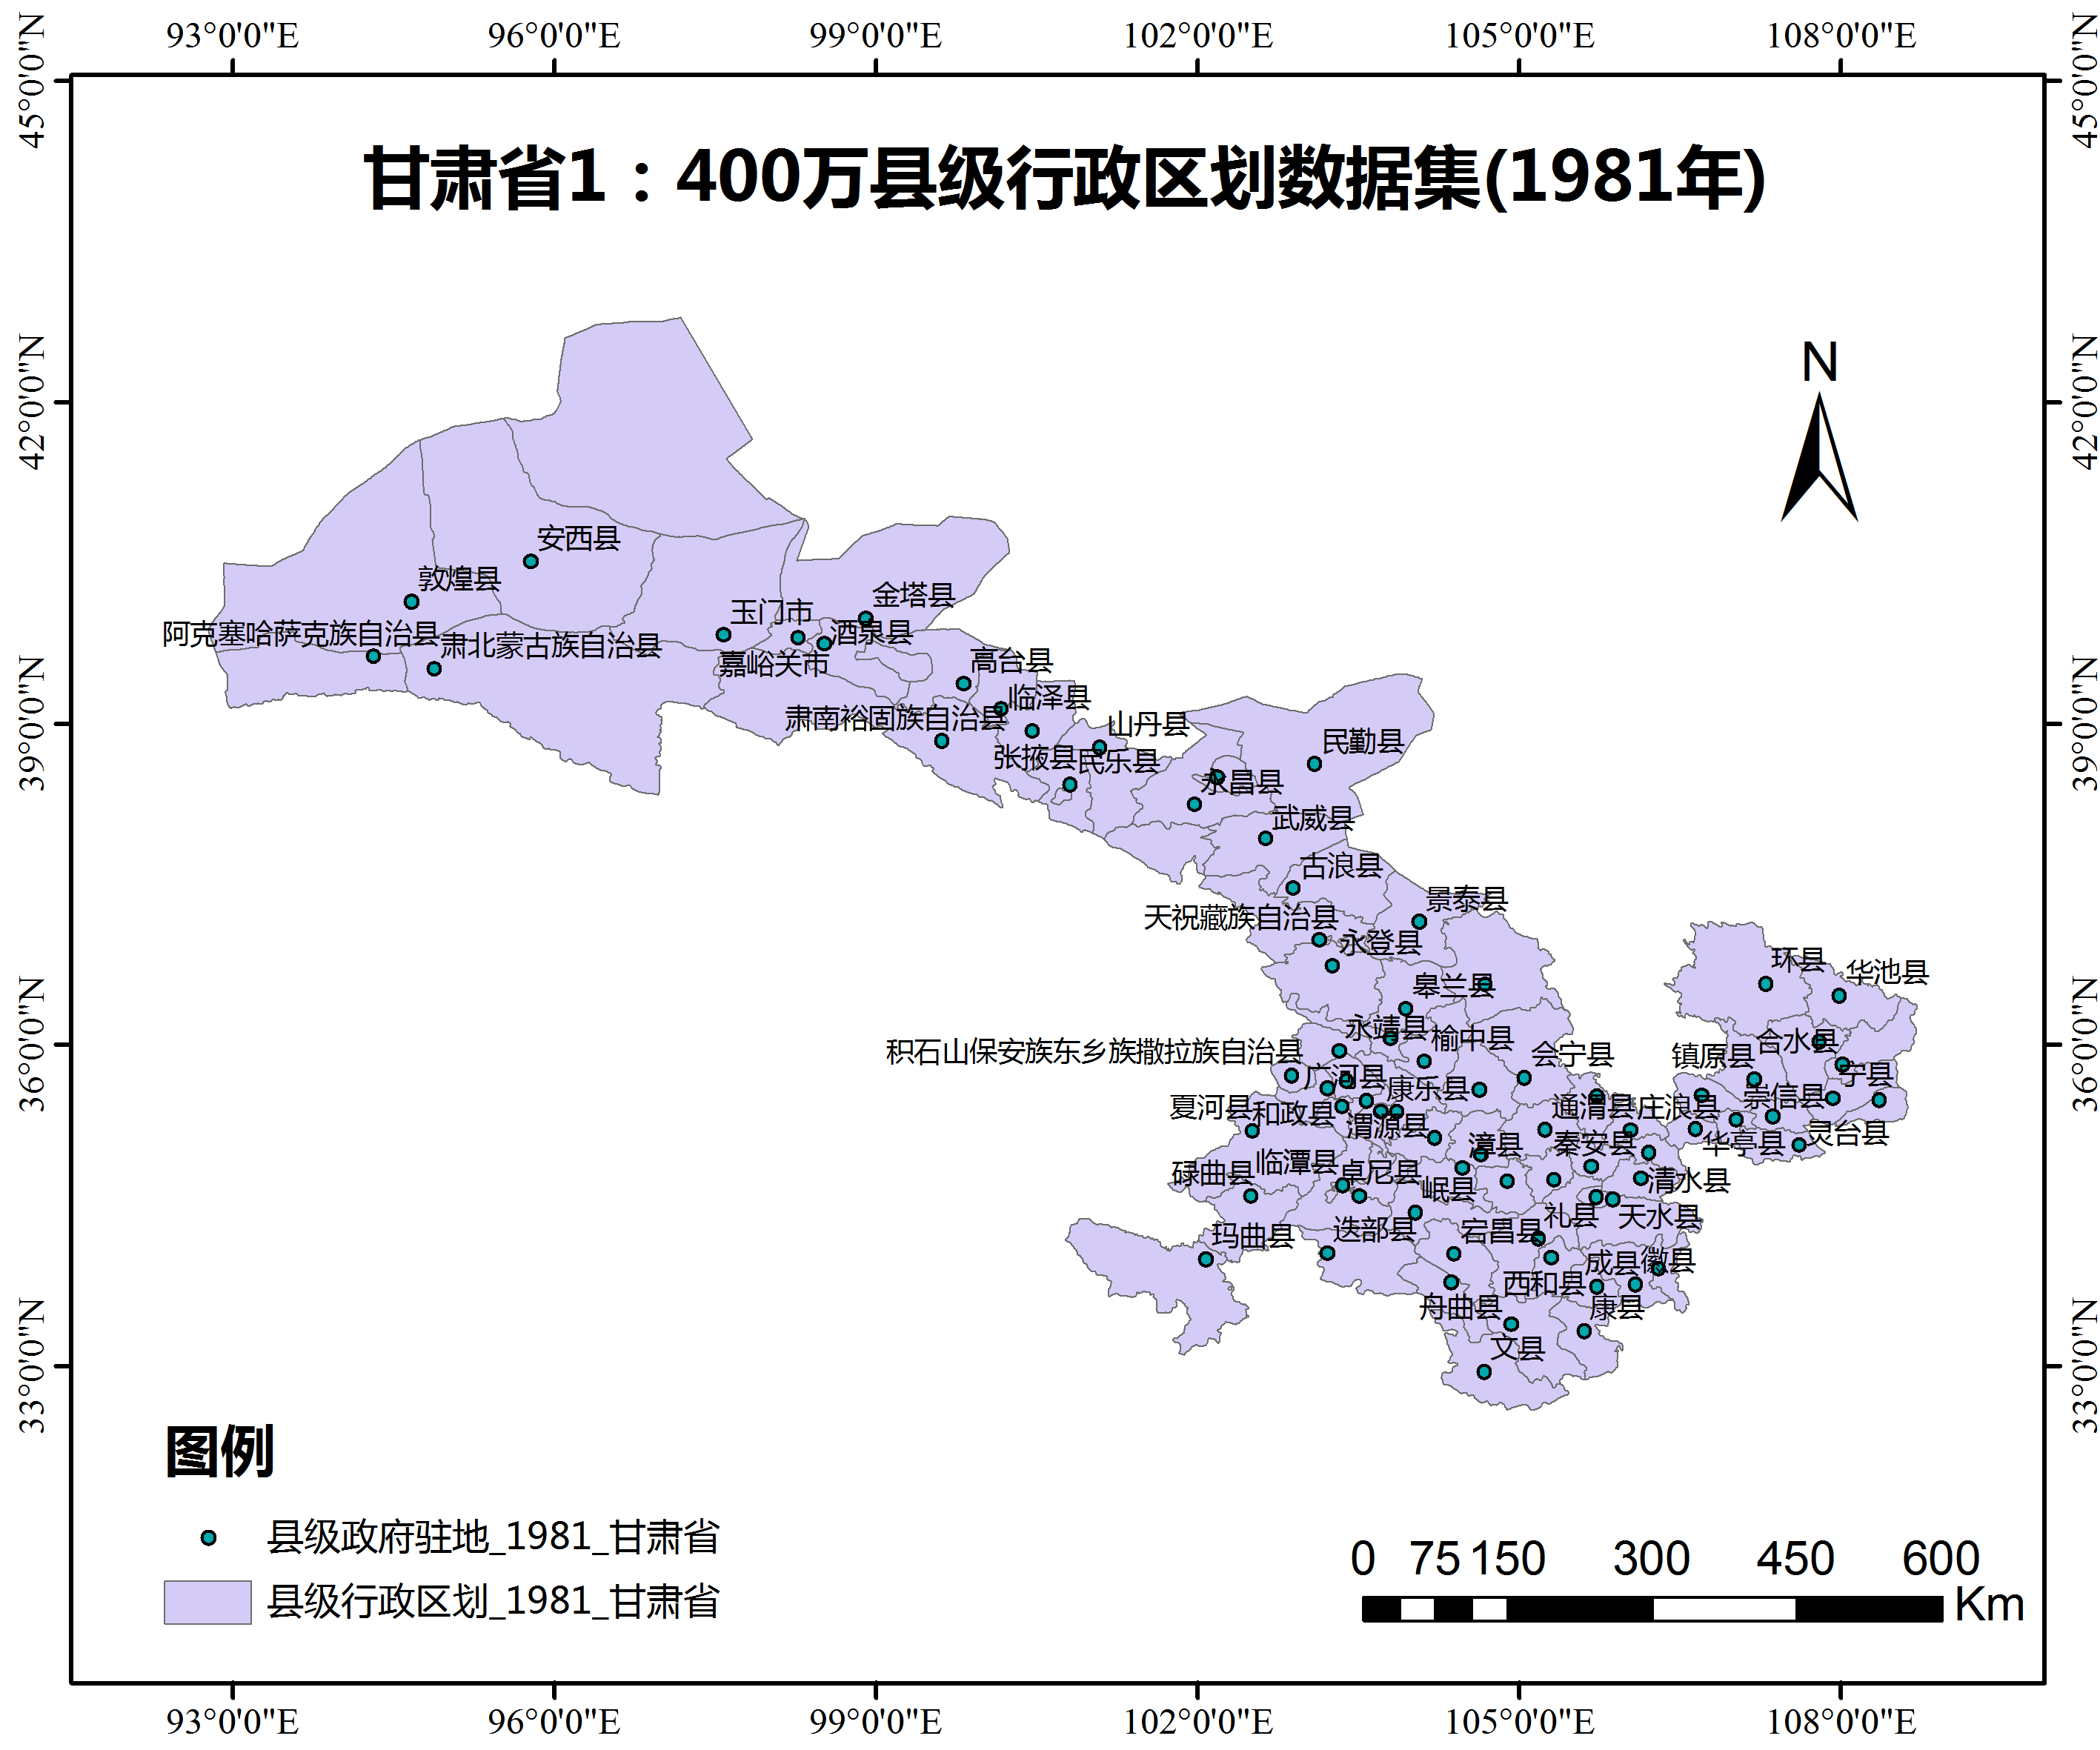 93°0'0"E 96°0'0"E 99°0'0"E 102°0'0"E 105°0'0"E 108°0'0"E
45°0'0"N 45°0'0"N
甘肃省1：400万县级行政区划数据集(1981年)
N
42°0'0"N 42°0'0"N
安西县
敦煌县
金塔县
玉门市
酒泉县
阿克塞哈萨克族自治县
肃北蒙古族自治县
嘉峪关市
高台县
临泽县
39°0'0"N 39°0'0"N
肃南裕固族自治县
山丹县
民勤县
张掖县
民乐县
永昌县
武威县
古浪县
景泰县
天祝藏族自治县
永登县
环县
华池县
皋兰县
36°0'0"N 36°0'0"N
永靖县
榆中县
合水县
积石山保安族东乡族撒拉族自治县
会宁县
镇原县
广河县
康乐县
宁县
崇信县
夏河县
和政县
通渭县
庄浪县
渭源县
漳县
秦安县
华亭县
灵台县
临潭县
碌曲县
卓尼县
岷县
清水县
礼县
天水县
玛曲县
迭部县
宕昌县
成县
徽县
西和县
舟曲县
康县
文县
33°0'0"N 33°0'0"N
图例
县级政府驻地_1981_甘肃省
县级行政区划_1981_甘肃省
0 75 150 300 450 600
Km
93°0'0"E 96°0'0"E 99°0'0"E 102°0'0"E 105°0'0"E 108°0'0"E